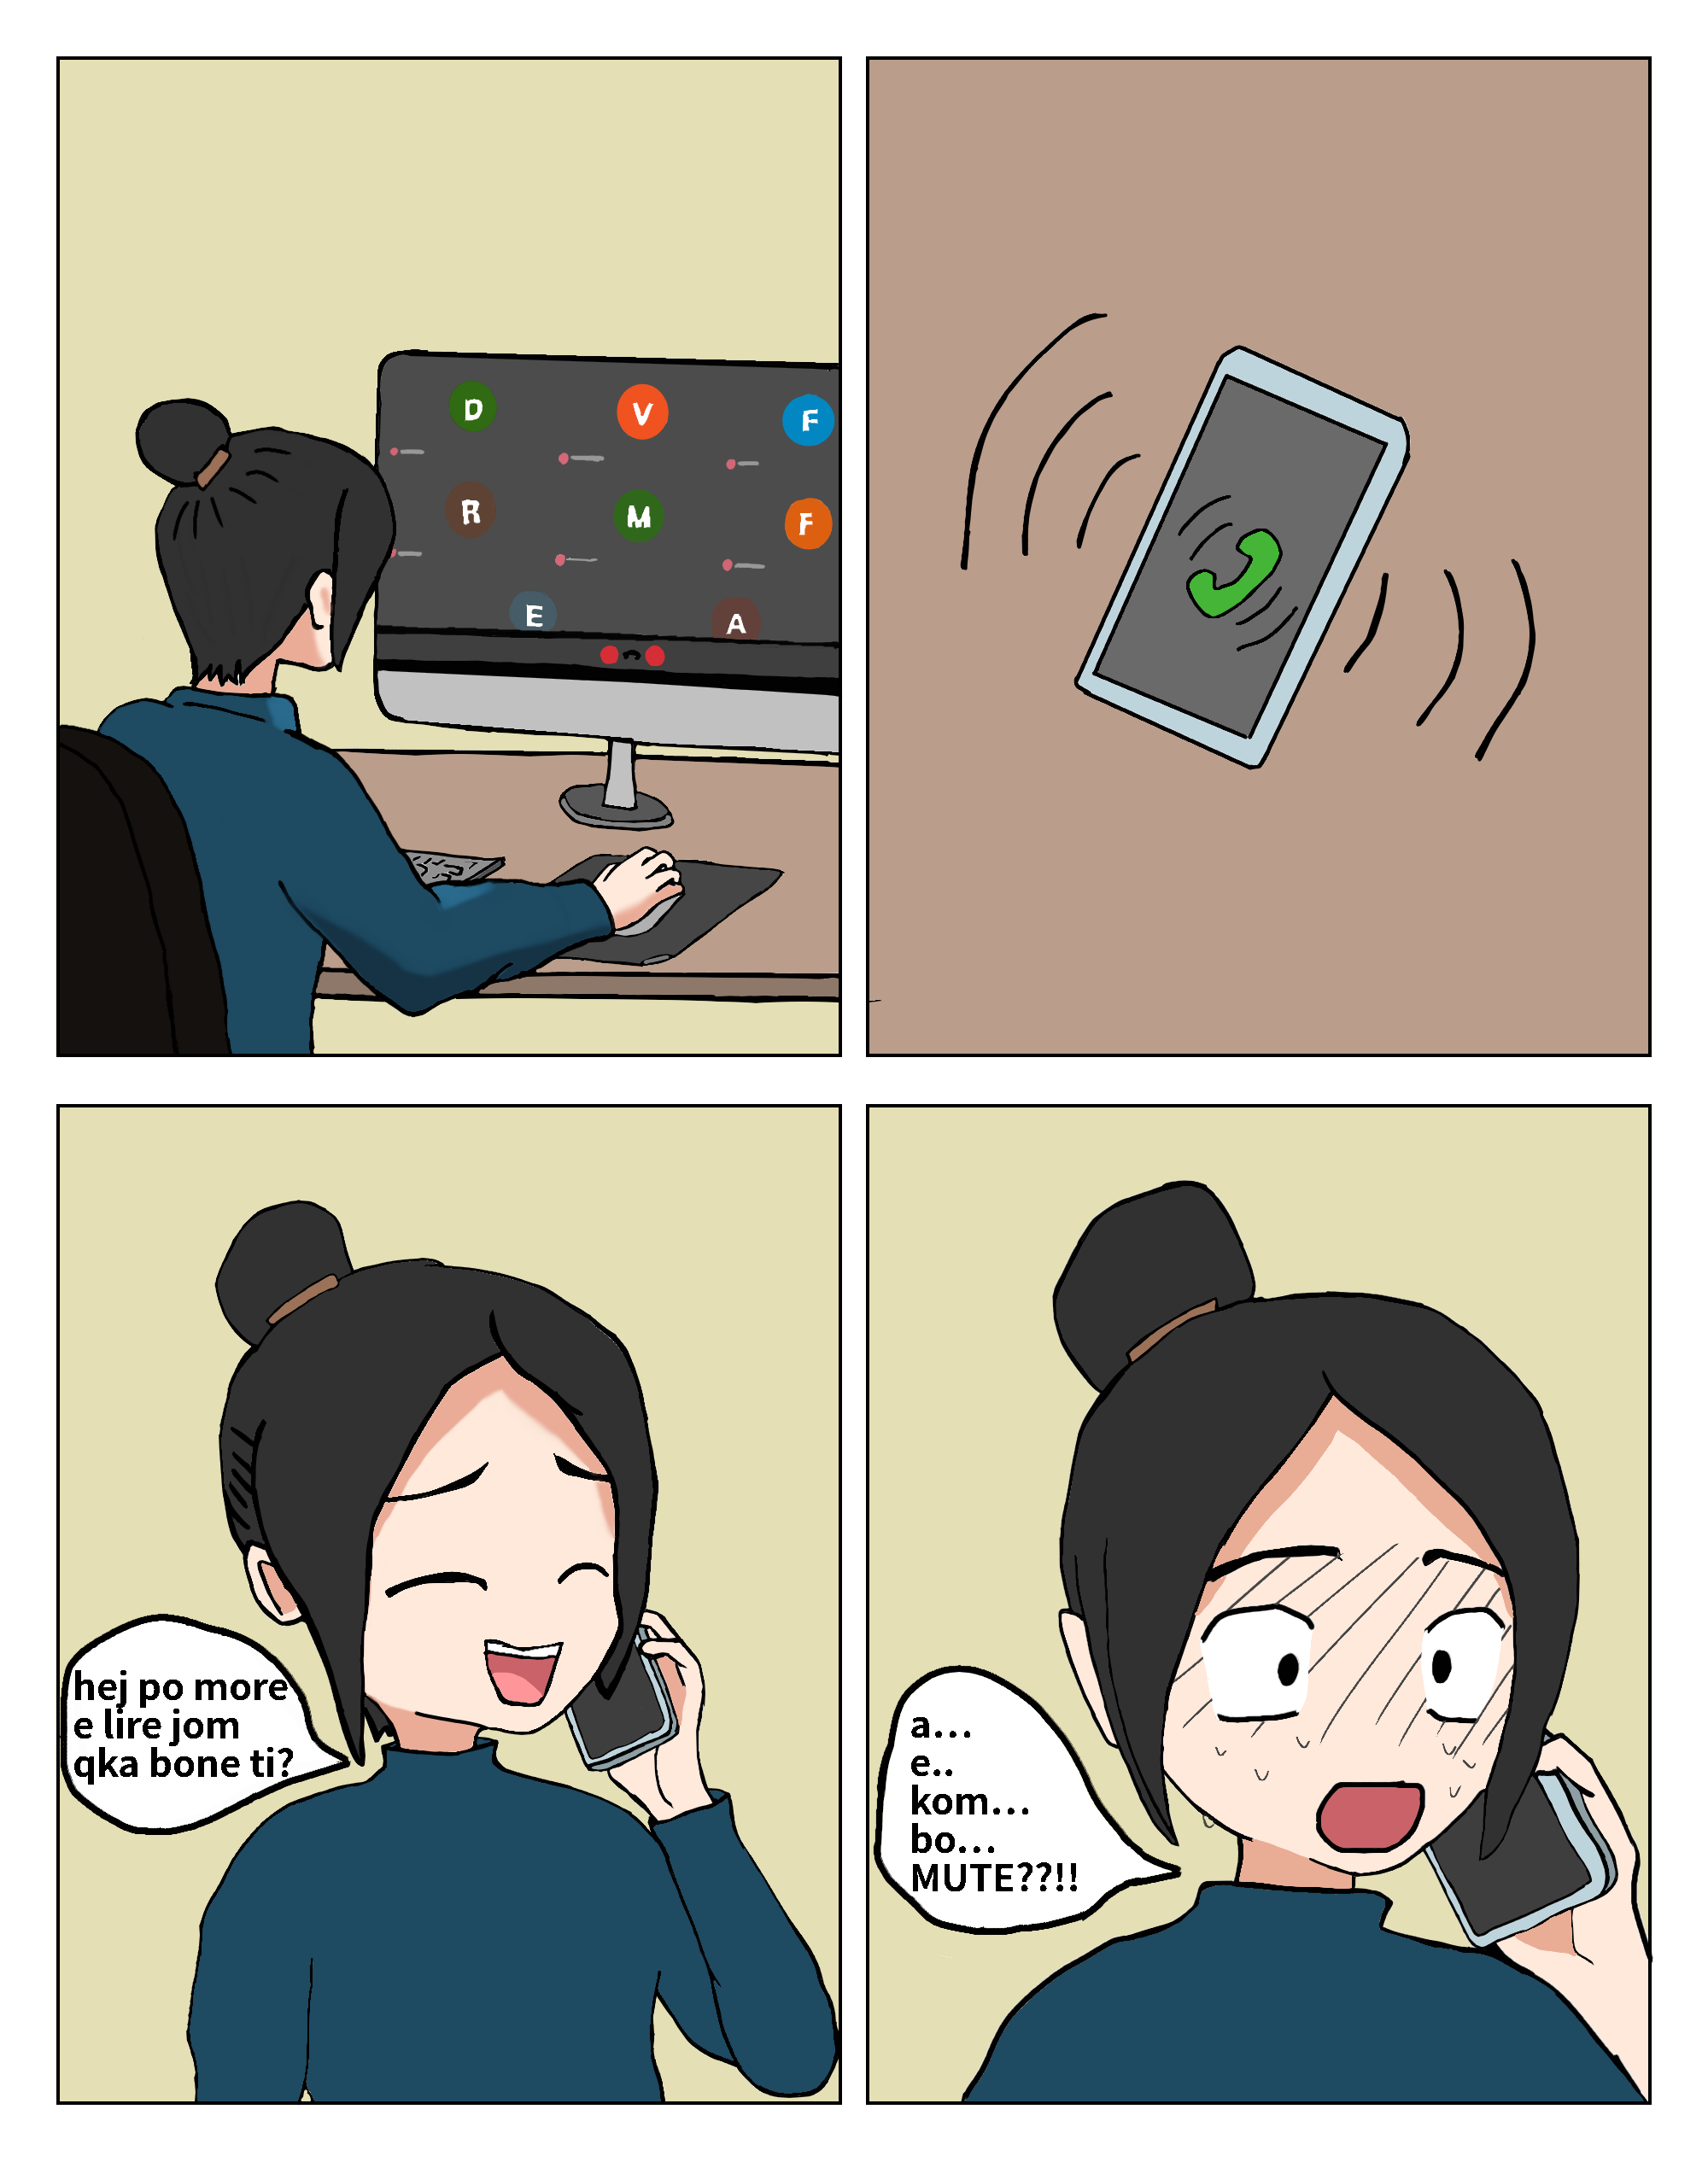 D V F
R M F
E A
hej po more
e lire jom
qka bone ti?
a...
e..
kom...
bo...
MUTE??!!